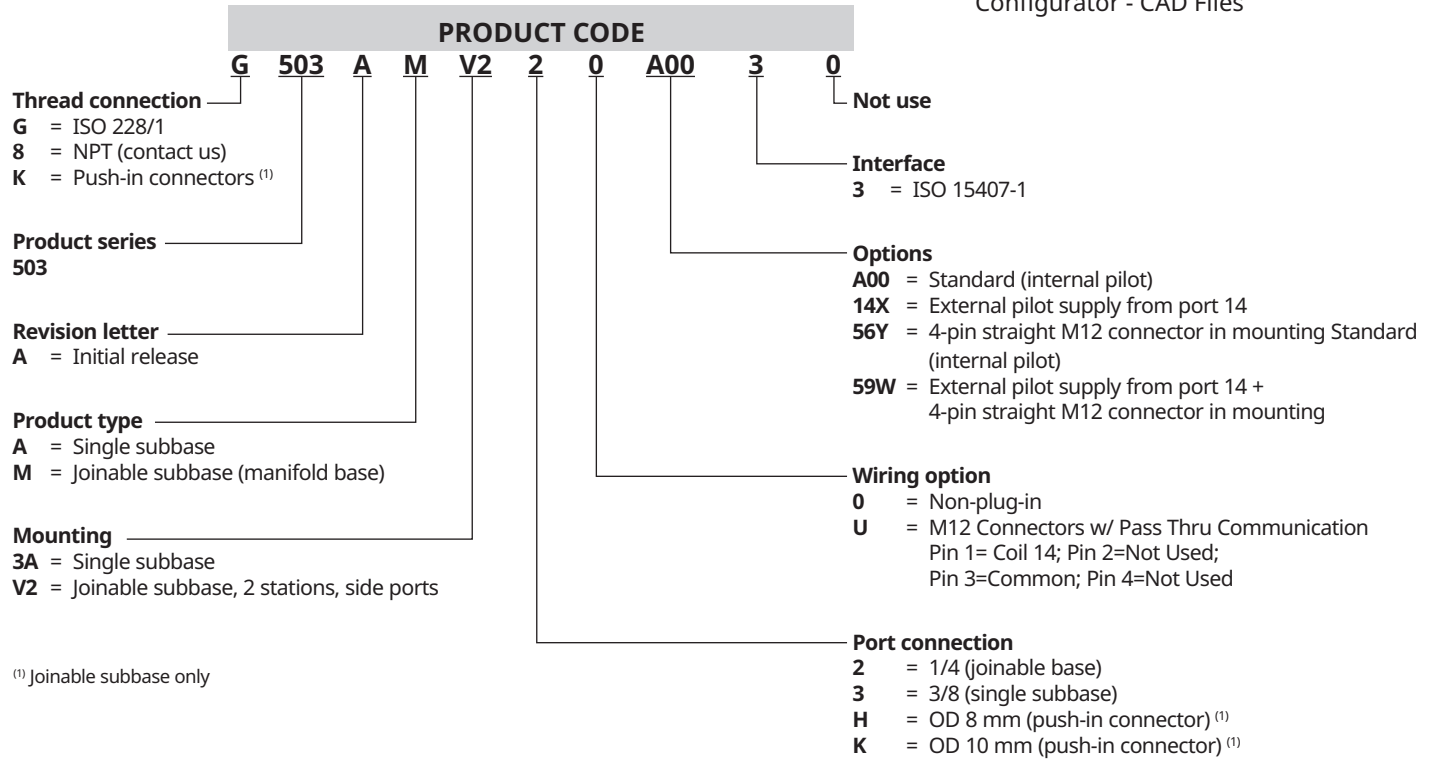 Configurator - CAD Files
PRODUCT CODE
G 503 A M V2 2 0 A00 3 0
Thread connection
G = ISO 228/1
8 = NPT (contact us)
K = Push-in connectors (1)
Product series
503
Revision letter
A = Initial release
Product type
A = Single subbase
M = Joinable subbase (manifold base)
Mounting
3A = Single subbase
V2 = Joinable subbase, 2 stations, side ports
(1) Joinable subbase only
Not use
Interface
3 = ISO 15407-1
Options
A00 = Standard (internal pilot)
14X = External pilot supply from port 14
56Y = 4-pin straight M12 connector in mounting Standard
(internal pilot)
59W = External pilot supply from port 14 +
4-pin straight M12 connector in mounting
Wiring option
0 = Non-plug-in
U = M12 Connectors w/ Pass Thru Communication
Pin 1= Coil 14; Pin 2=Not Used;
Pin 3=Common; Pin 4=Not Used
Port connection
2 = 1/4 (joinable base)
3 = 3/8 (single subbase)
H = OD 8 mm (push-in connector) (1)
K = OD 10 mm (push-in connector) (1)